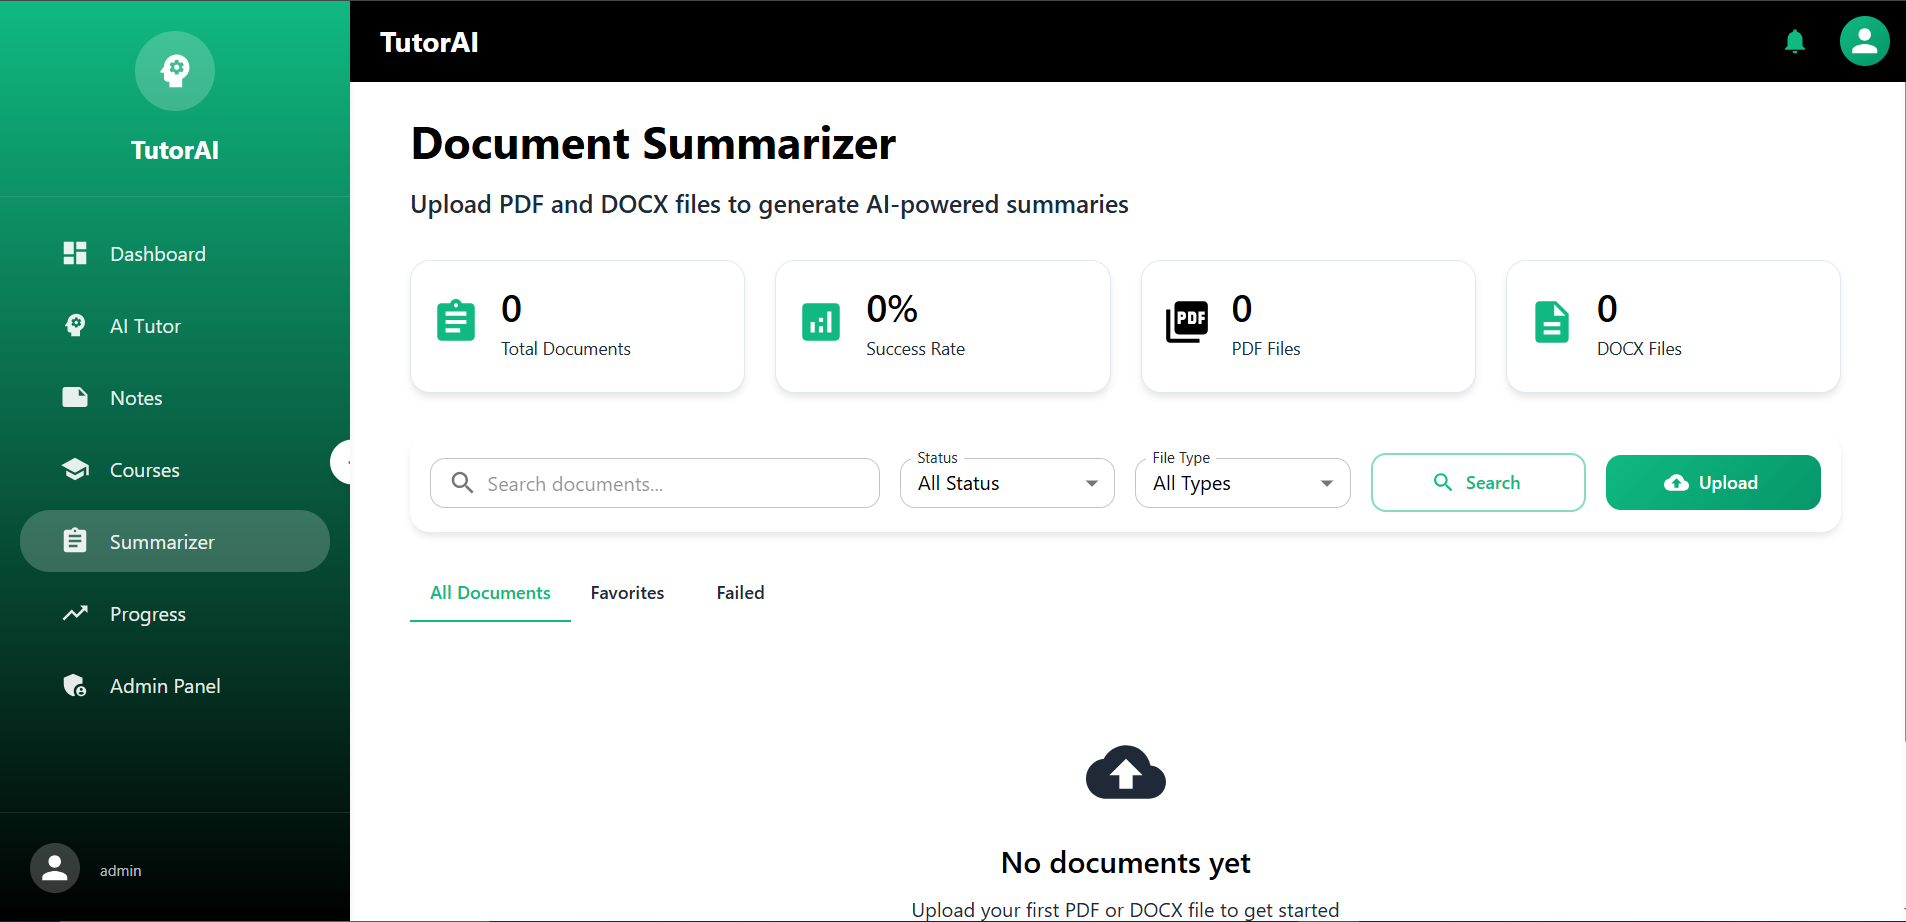 TutorAI
Dashboard
AI Tutor
Notes
Courses
Summarizer
Progress
Admin Panel
admin
TutorAI
Document Summarizer
Upload PDF and DOCX files to generate AI-powered summaries
0
Total Documents
0%
Success Rate
PDF
0
PDF Files
0
DOCX Files
Search documents...
Status
All Status
File Type
All Types
Search
Upload
All Documents
Favorites
Failed
No documents yet
Upload your first PDF or DOCX file to get started